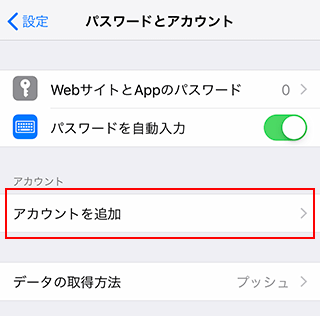 設定
パスワードとアカウント
WebサイトとAppのパスワード 0
パスワードを自動入力
アカウント
アカウントを追加
データの取得方法 プッシュ